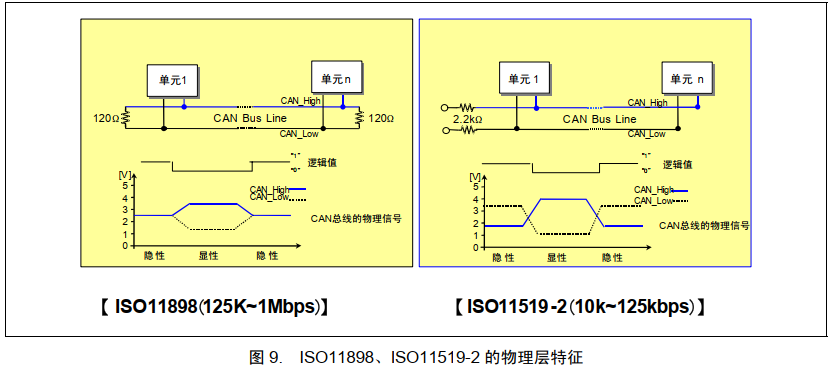 单元1
单元n
CAN_High
120Ω
CAN Bus Line
120Ω
CAN_Low
"1"
逻辑值
"0"
[V]
5
4
3
2
1
0
CAN_High
CAN_Low
CAN总线的物理信号
隐性
显性
隐性
【 ISO11898(125K~1Mbps)】
单元1
单元 n
CAN_High
2.2kΩ
CAN Bus Line
CAN_Low
"1"
逻辑值
"0"
[V]
5
4
3
2
1
0
CAN_High
CAN_Low
CAN总线的物理信号
隐性
显性
隐性
【 ISO11519-2(10k~125kbps)】
图 9. ISO11898、ISO11519-2 的物理层特征